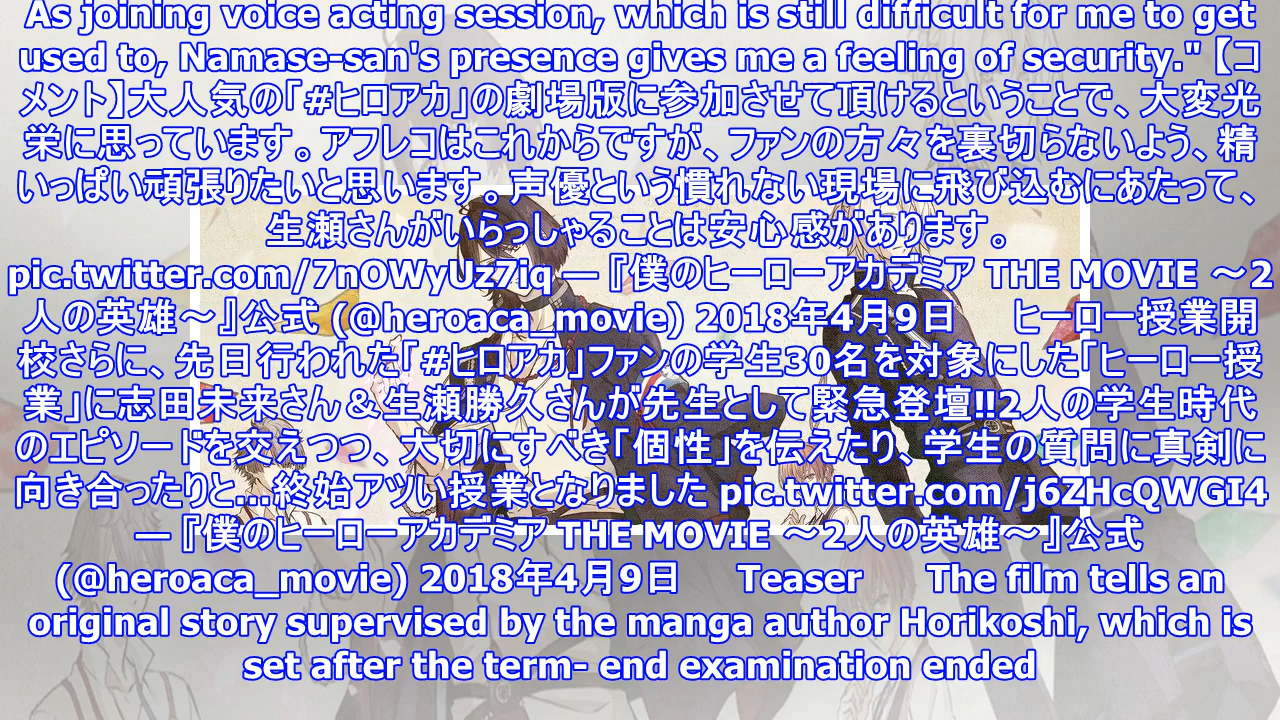 As joining voice acting session, which is still difficult for me to get
used to, Namase-san's presence gives me a feeling of security."【コ
メント】大人気の「#ヒロアカ」の劇場版に参加させて頂けるということで、大変光
栄に思っています。アフレコはこれからですが、ファンの方々を裏切らないよう、精
いっぱい頑張りたいと思います。声優という慣れない現場に飛び込むにあたって、
生瀬さんがいらっしゃることは安心感があります。
pic.twitter.com/7nOWyUz7iq —『僕のヒーローアカデミア THE MOVIE ～2
人の英雄～』公式 (@heroaca_movie) 2018年4月9日 ヒーロー授業開
校さらに、先日行われた「#ヒロアカ」ファンの学生30名を対象にした「ヒーロー授
業」に志田未来さん＆生瀬勝久さんが先生として緊急登壇!!2人の学生時代
のエピソードを交えつつ、大切にすべき「個性」を伝えたり、学生の質問に真剣に
向き合ったりと...終始アツい授業となりました pic.twitter.com/j6ZHcQWGI4
—『僕のヒーローアカデミア THE MOVIE ～2人の英雄～』公式
(@heroaca_movie) 2018年4月9日 Teaser The film tells an
original story supervised by the manga author Horikoshi, which is
set after the term- end examination ended